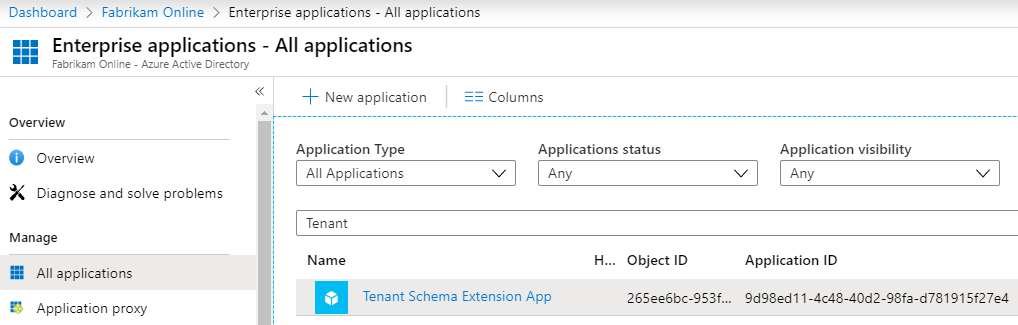 Dashboard > Fabrikam Online > Enterprise applications - All applications
Enterprise applications - All applications
Fabrikam Online - Azure Active Directory
«
Overview
Overview
Diagnose and solve problems
Manage
All applications
Application proxy
+ New application
Columns
Application Type Applications status Application visibility
All Applications Any Any
Tenant
Name H... Object ID Application ID
Tenant Schema Extension App 265ee6bc-953f... 9d98ed11-4c48-40d2-98fa-d781915f27e4